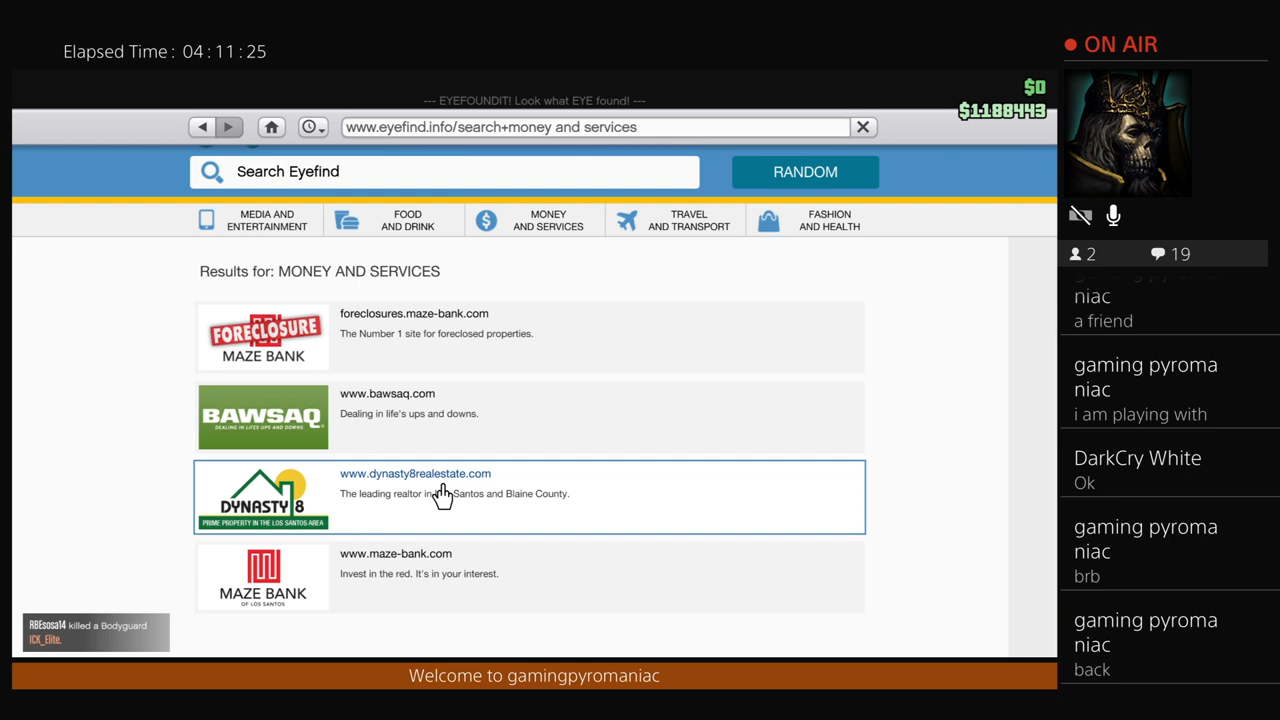 Elapsed Time: 04:11:25
ON AIR
$0
$1188443
--- EYEFOUNDIT! Look what EYE found! ---
www.eyefind.info/search+money and services
Search Eyefind
RANDOM
MEDIA AND
ENTERTAINMENT
FOOD
AND DRINK
MONEY
AND SERVICES
TRAVEL
AND TRANSPORT
FASHION
AND HEALTH
Results for: MONEY AND SERVICES
FORECLOSURE
MAZE BANK
foreclosures.maze-bank.com
The Number 1 site for foreclosed properties.
BAWSAQ
DEALING IN LIFE'S UPS AND DOWNS
www.bawsaq.com
Dealing in life's ups and downs.
DYNASTY 8
PRIME PROPERTY IN THE LOS SANTOS AREA
www.dynasty8realestate.com
The leading realtor in Santos and Blaine County.
MAZE BANK
OF LOS SANTOS
www.maze-bank.com
Invest in the red. It's in your interest.
RBEsosa14 killed a Bodyguard
ICK_Elite.
Welcome to gamingpyromaniac
2
19
gaming pyroma
niac
a friend
gaming pyroma
niac
i am playing with
DarkCry White
Ok
gaming pyroma
niac
brb
gaming pyroma
niac
back